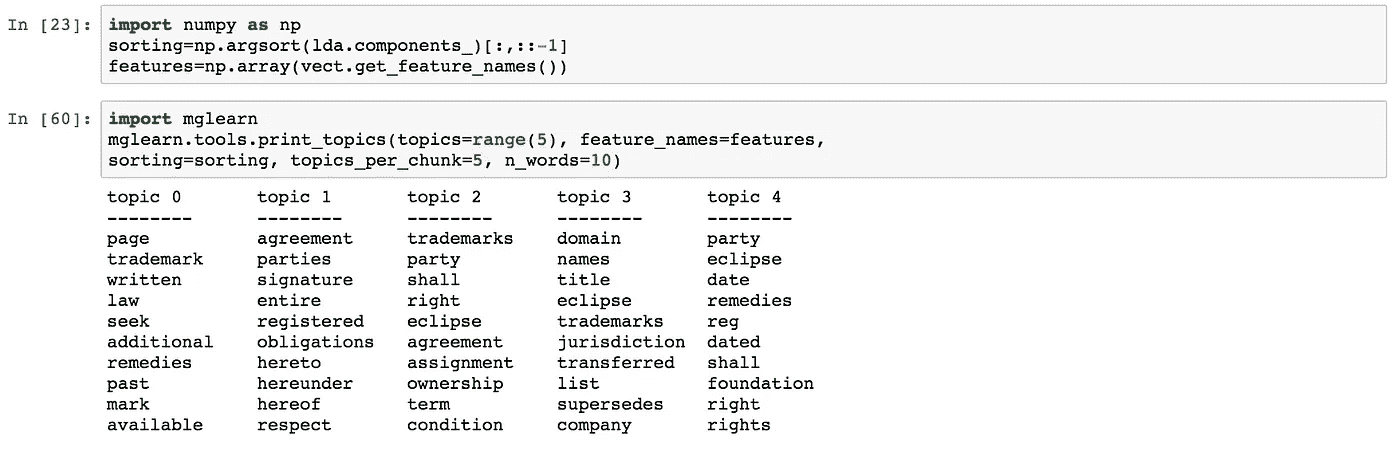 In [23]: import numpy as np
sorting=np.argsort(lda.components_)[:,::-1]
features=np.array(vect.get_feature_names())
In [60]: import mglearn
mglearn.tools.print_topics(topics=range(5), feature_names=features,
sorting=sorting, topics_per_chunk=5, n_words=10)
topic 0 topic 1 topic 2 topic 3 topic 4
-------- -------- -------- -------- --------
page agreement trademarks domain party
trademark parties party names eclipse
written signature shall title date
law entire right eclipse remedies
seek registered eclipse trademarks reg
additional obligations agreement jurisdiction dated
remedies hereto assignment transferred shall
past hereunder ownership list foundation
mark hereof term supersedes right
available respect condition company rights